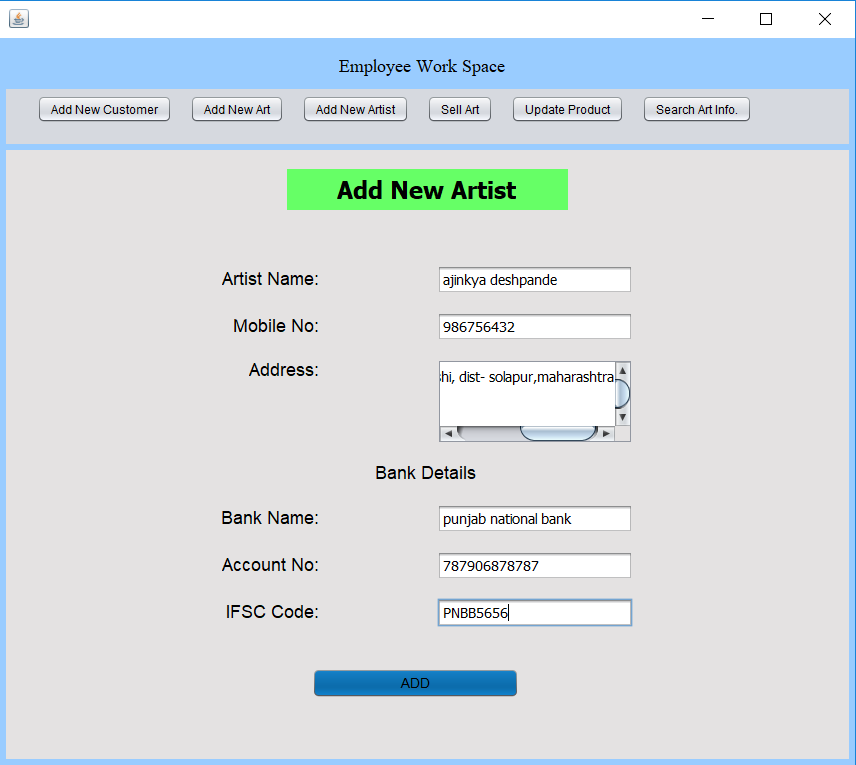 Employee Work Space
Add New Customer Add New Art Add New Artist Sell Art Update Product Search Art Info.
Add New Artist
Artist Name: ajinkya deshpande
Mobile No: 986756432
Address: dist- solapur,maharashtra
Bank Details
Bank Name: punjab national bank
Account No: 787906878787
IFSC Code: PNBB5656
ADD